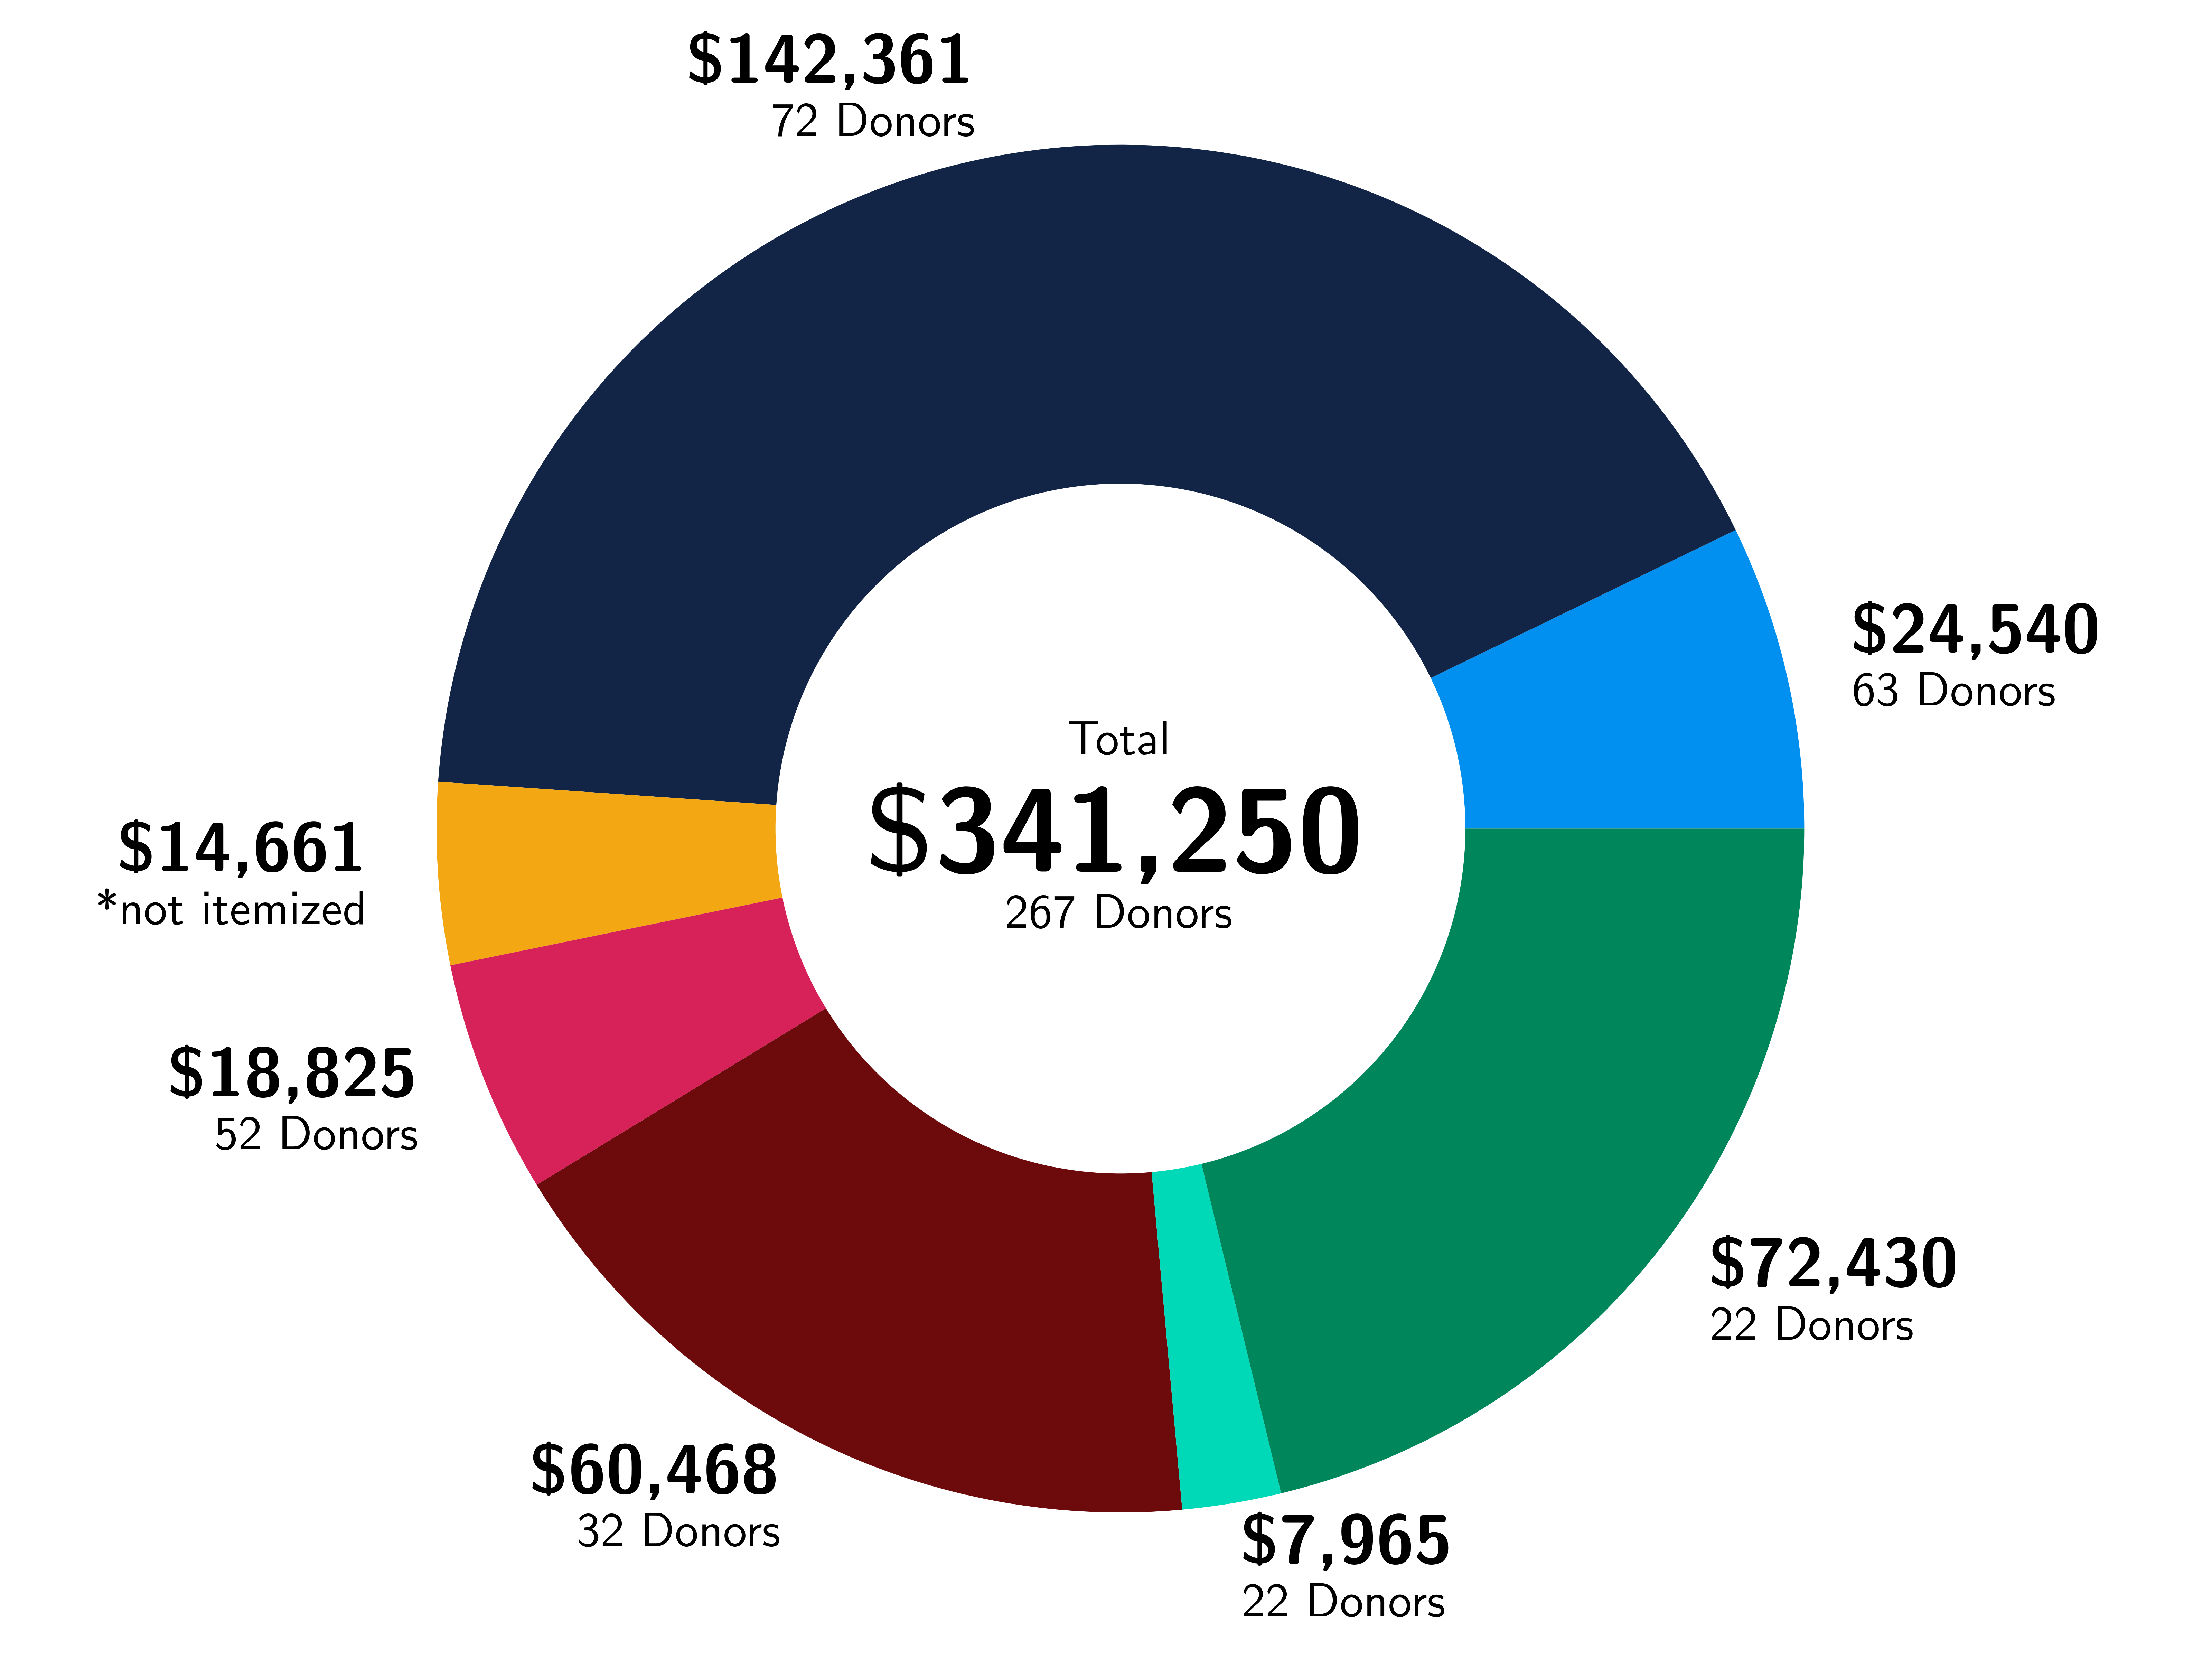 $142,361
72 Donors
$24,540
63 Donors
Total
$341,250
267 Donors
$14,661
*not itemized
$18,825
52 Donors
$72,430
22 Donors
$60,468
32 Donors
$7,965
22 Donors